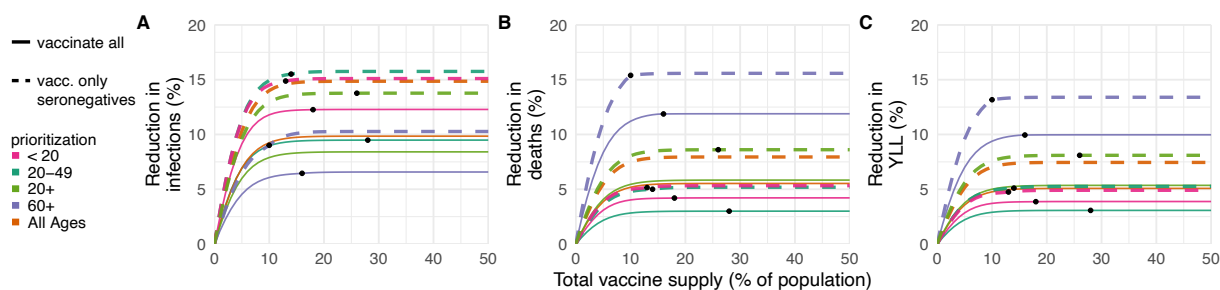 vaccinate all
vacc. only
seronegatives
prioritization
< 20
20–49
20+
60+
All Ages
A
Reduction in
infections (%)
20
15
10
5
0
0 10 20 30 40 50
B
Reduction in
deaths (%)
20
15
10
5
0
0 10 20 30 40 50
Total vaccine supply (% of population)
C
Reduction in
YLL (%)
20
15
10
5
0
0 10 20 30 40 50